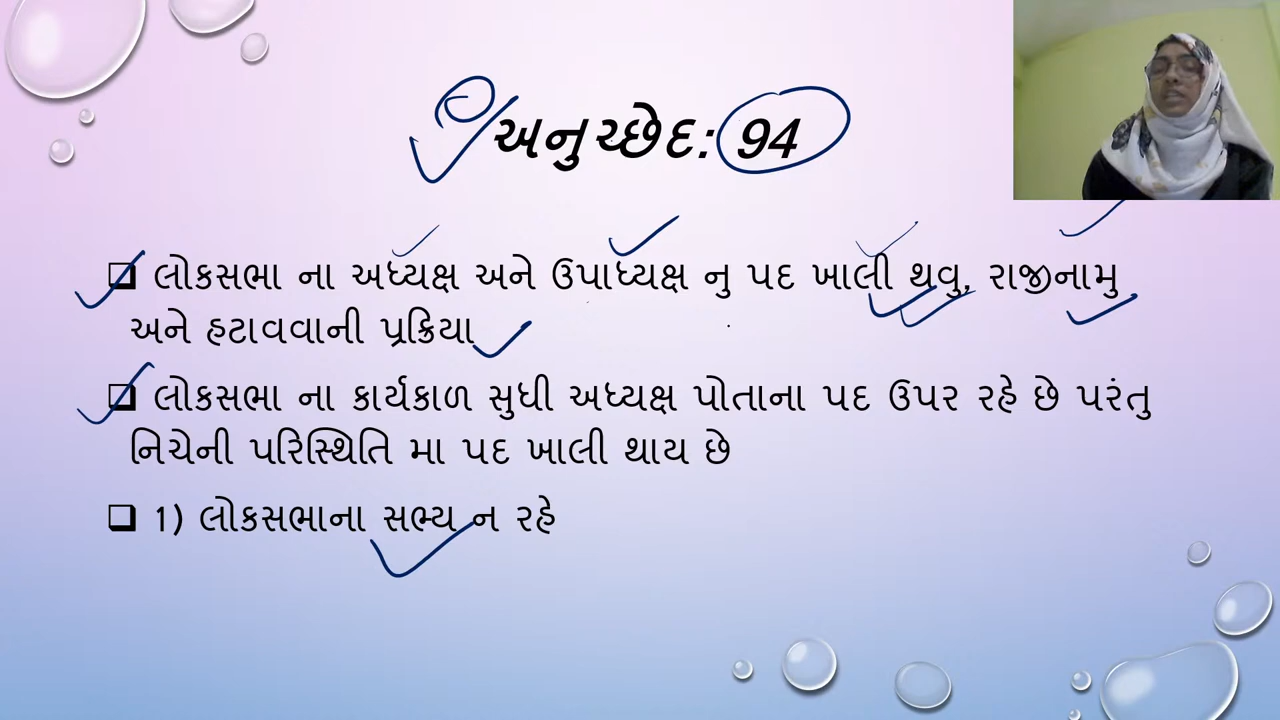 અનુચ્છેદ: 94
❑ લોકસભા ના અધ્યક્ષ અને ઉપાધ્યક્ષ નુ પદ ખાલી થવુ, રાજીનામુ
અને હટાવવાની પ્રક્રિયા
❑ લોકસભા ના કાર્યકાળ સુધી અધ્યક્ષ પોતાના પદ ઉપર રહે છે પરંતુ
નિચેની પરિસ્થિતિ મા પદ ખાલી થાય છે
❑ 1) લોકસભાના સભ્ય ન રહે